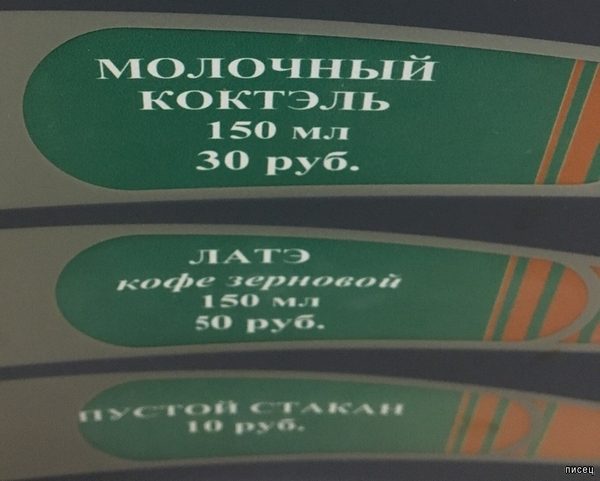 МОЛОЧНЫЙ
КОКТЭЛЬ
150 мл
30 руб.
ЛАТЭ
кофе зерновой
150 мл
50 руб.
ПУСТОЙ СТАКАН
10 руб.
писец